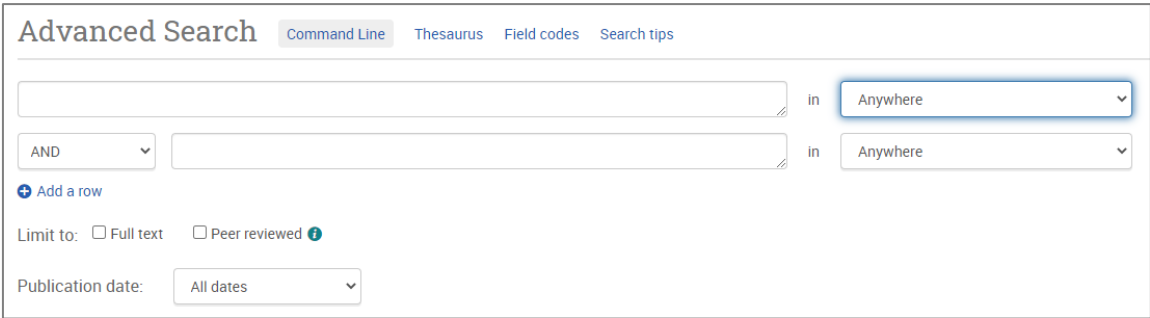 Advanced Search Command Line Thesaurus Field codes Search tips
in Anywhere
AND in Anywhere
Add a row
Limit to: Full text Peer reviewed i
Publication date: All dates